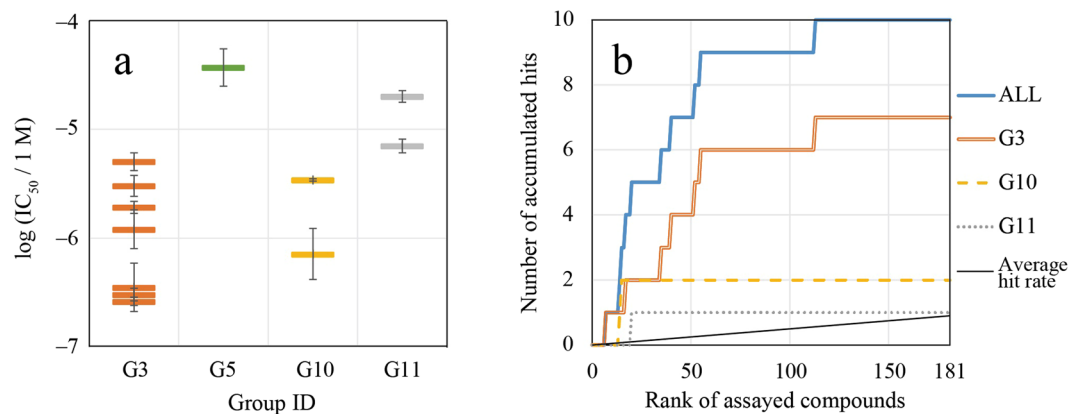 a
−4
−5
−6
−7
log (IC₅₀ / 1 M)
G3 G5 G10 G11
Group ID
b
10
8
6
4
2
0
Number of accumulated hits
0 50 100 150 181
Rank of assayed compounds
ALL
G3
G10
G11
Average
hit rate